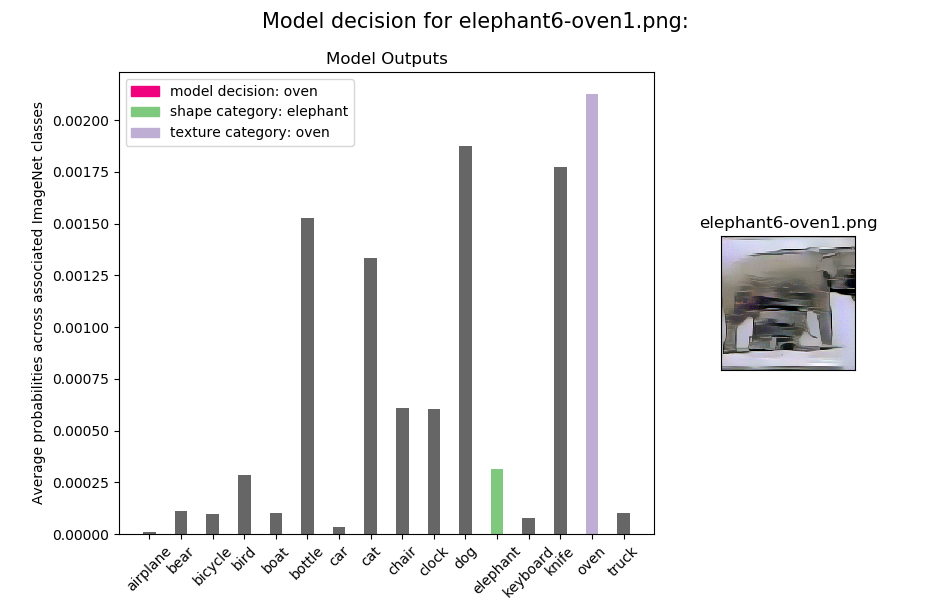 Model decision for elephant6-oven1.png:
Model Outputs
model decision: oven
shape category: elephant
texture category: oven
Average probabilities across associated ImageNet classes
0.00200
0.00175
0.00150
0.00125
0.00100
0.00075
0.00050
0.00025
0.00000
airplane
bear
bicycle
bird
boat
bottle
car
cat
chair
clock
dog
elephant
keyboard
knife
oven
truck
elephant6-oven1.png